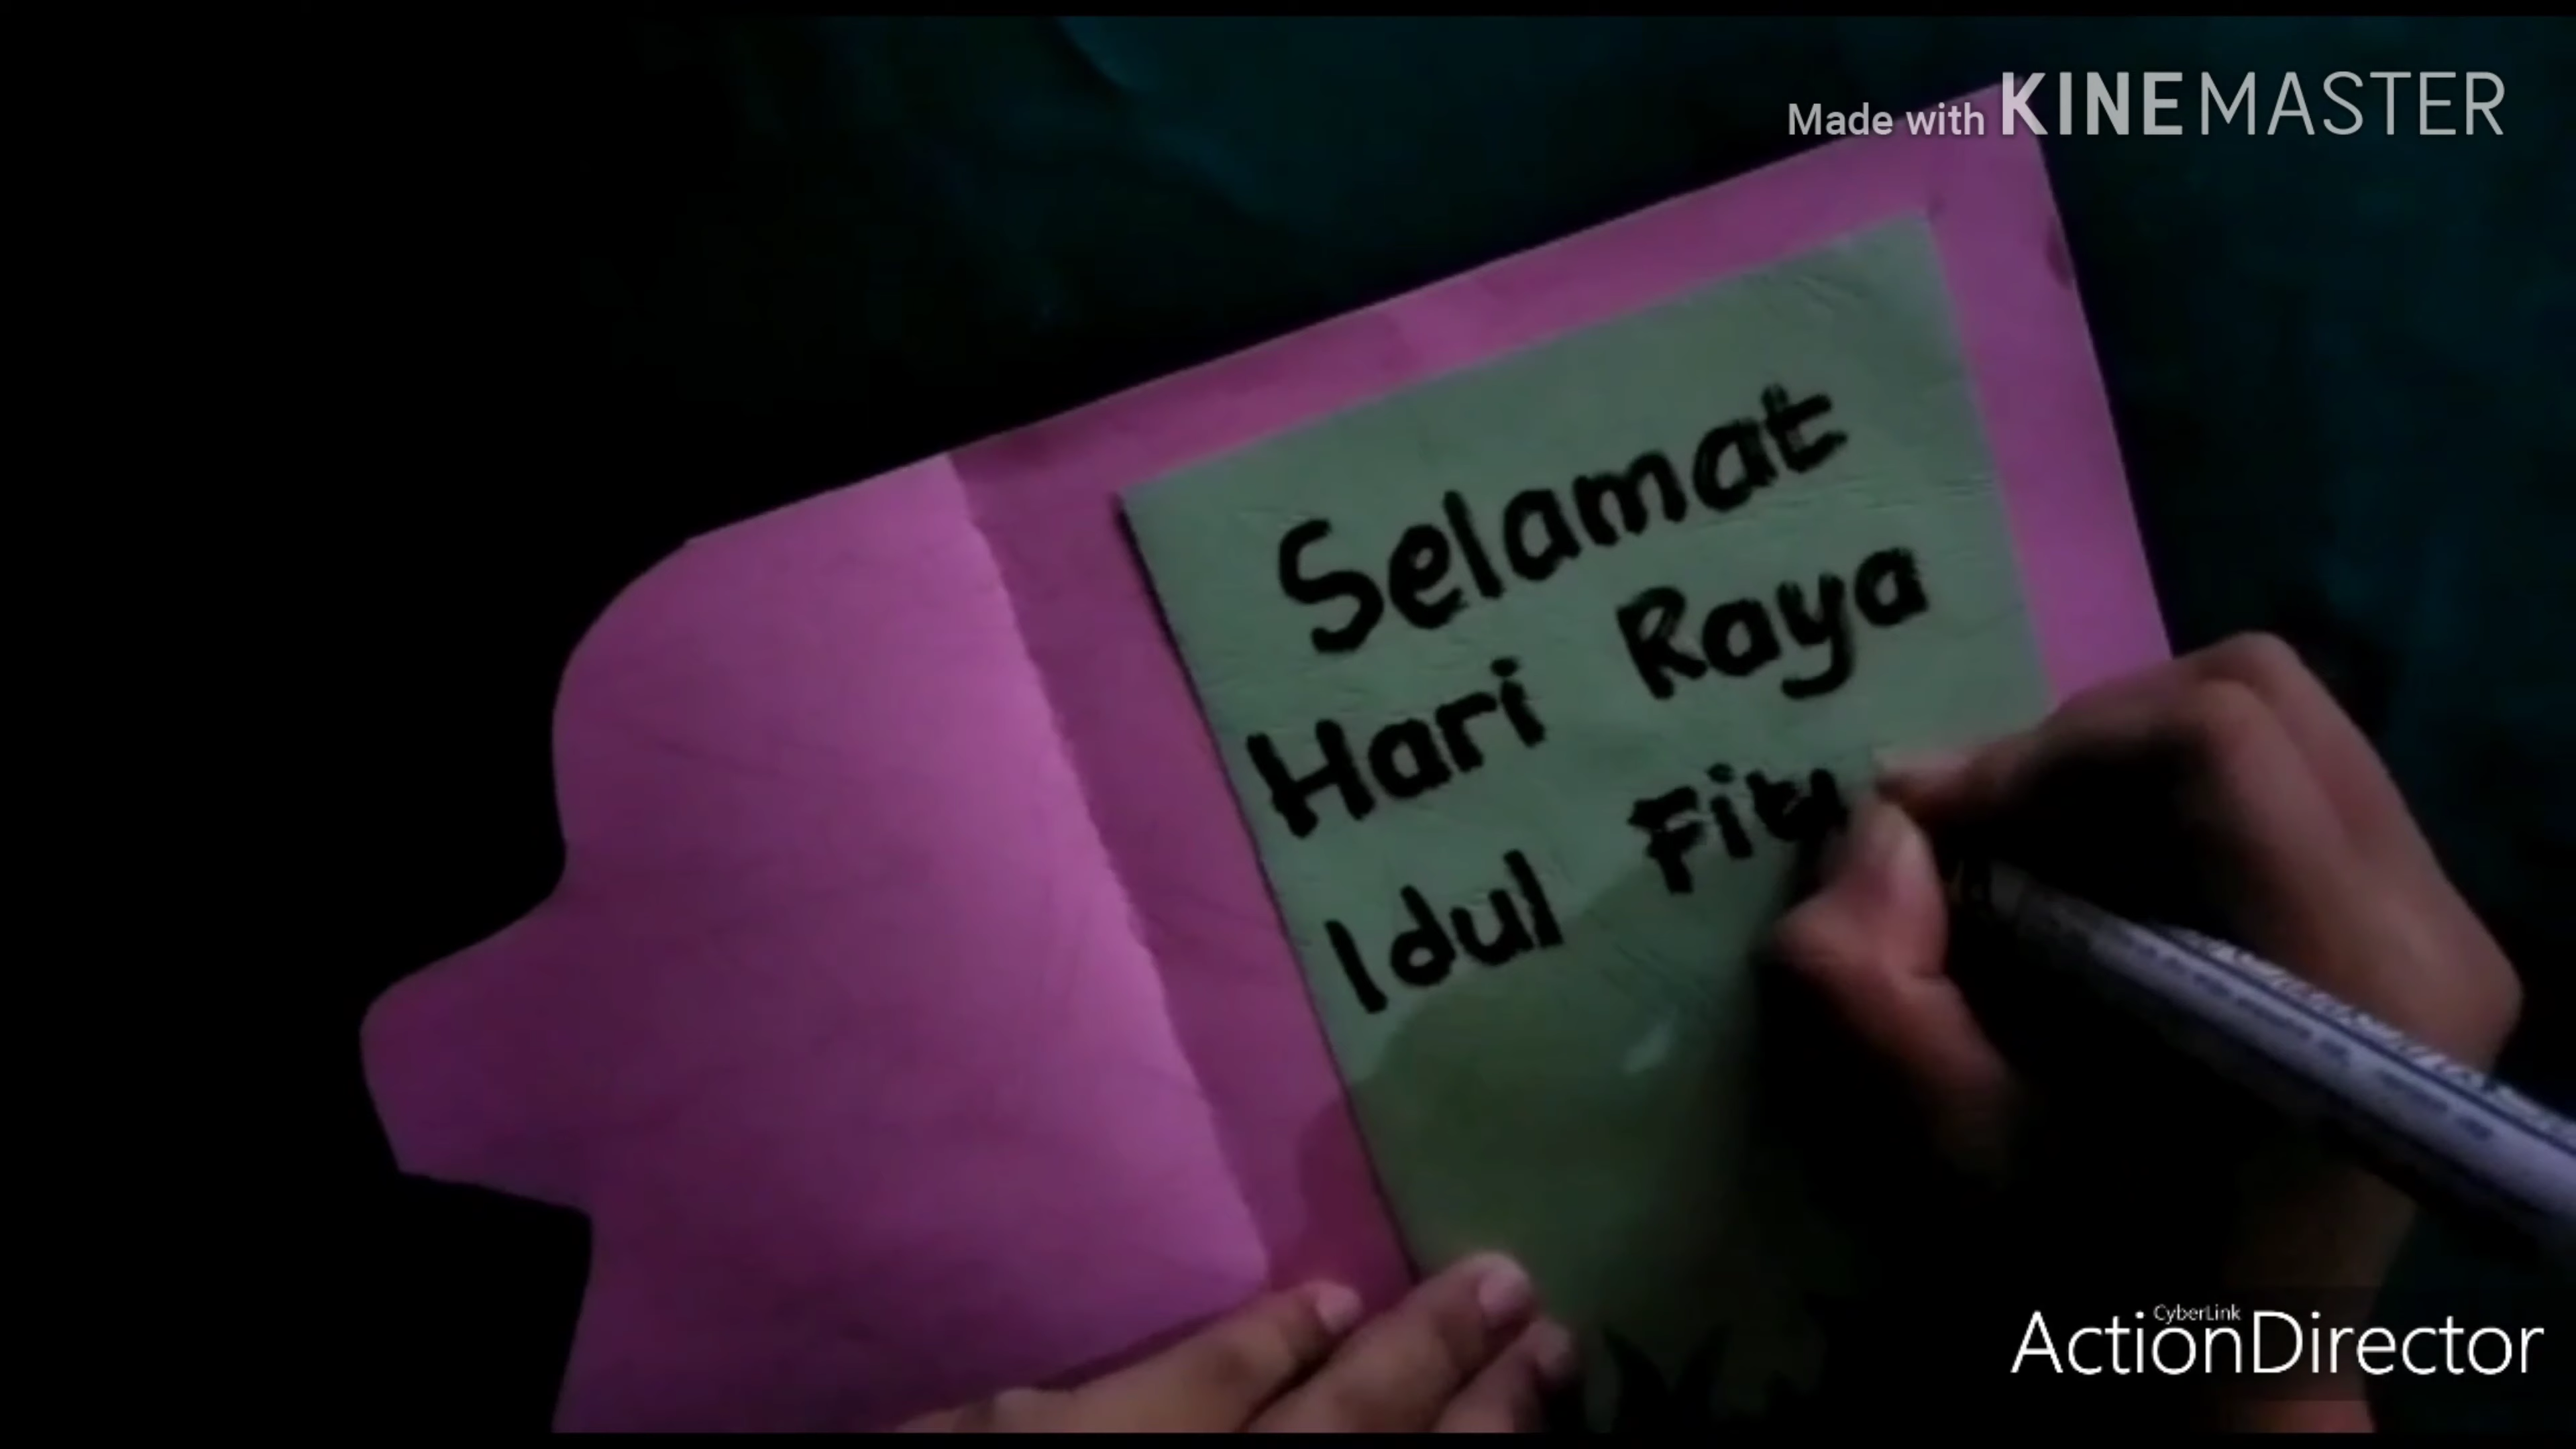 Made with KINEMASTER
Selamat
Hari Raya
Idul
CyberLink
ActionDirector